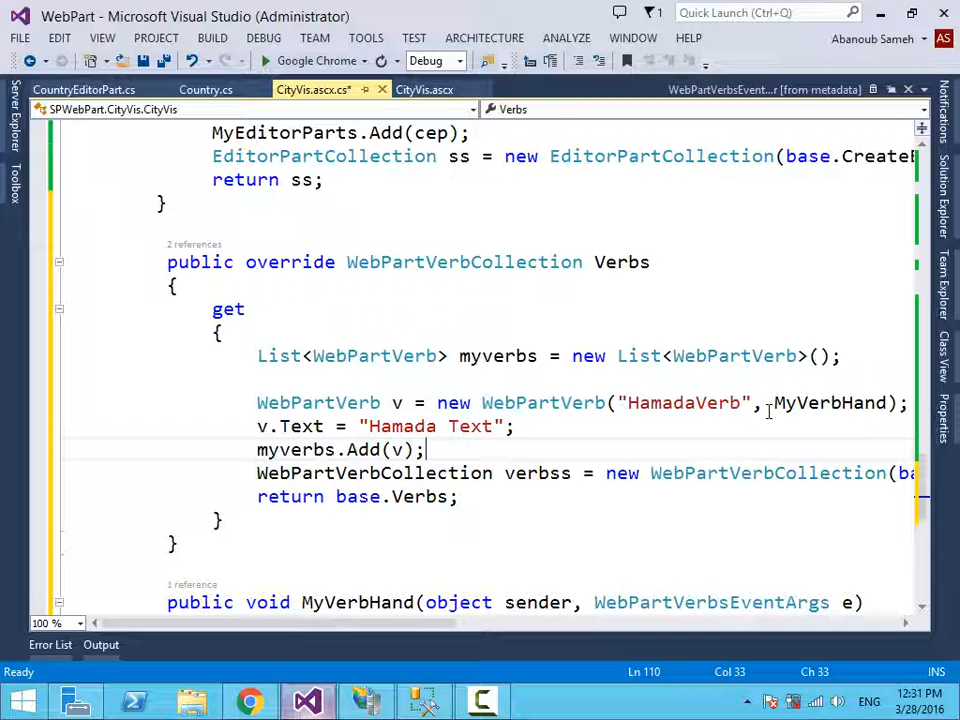 WebPart - Microsoft Visual Studio (Administrator)
1
Quick Launch (Ctrl+Q)
FILE EDIT VIEW PROJECT BUILD DEBUG TEAM TOOLS TEST ARCHITECTURE ANALYZE WINDOW HELP
Abanoub Sameh AS
Google Chrome Debug
CountryEditorPart.cs Country.cs CityVis.ascx.cs* CityVis.ascx WebPartVerbsEvent...r [from metadata]
SPWebPart.CityVis.CityVis Verbs
Server Explorer
Toolbox
Notifications
Solution Explorer
Team Explorer
Class View
Properties
MyEditorParts.Add(cep);
EditorPartCollection ss = new EditorPartCollection(base.CreateE
return ss;
}
2 references
public override WebPartVerbCollection Verbs
{
get
{
List<WebPartVerb> myverbs = new List<WebPartVerb>();
WebPartVerb v = new WebPartVerb("HamadaVerb", MyVerbHand);
v.Text = "Hamada Text";
myverbs.Add(v);
WebPartVerbCollection verbss = new WebPartVerbCollection(ba
return base.Verbs;
}
}
1 reference
public void MyVerbHand(object sender, WebPartVerbsEventArgs e)
100 %
Error List Output
Ready Ln 110 Col 33 Ch 33 INS
ENG
12:31 PM
3/28/2016